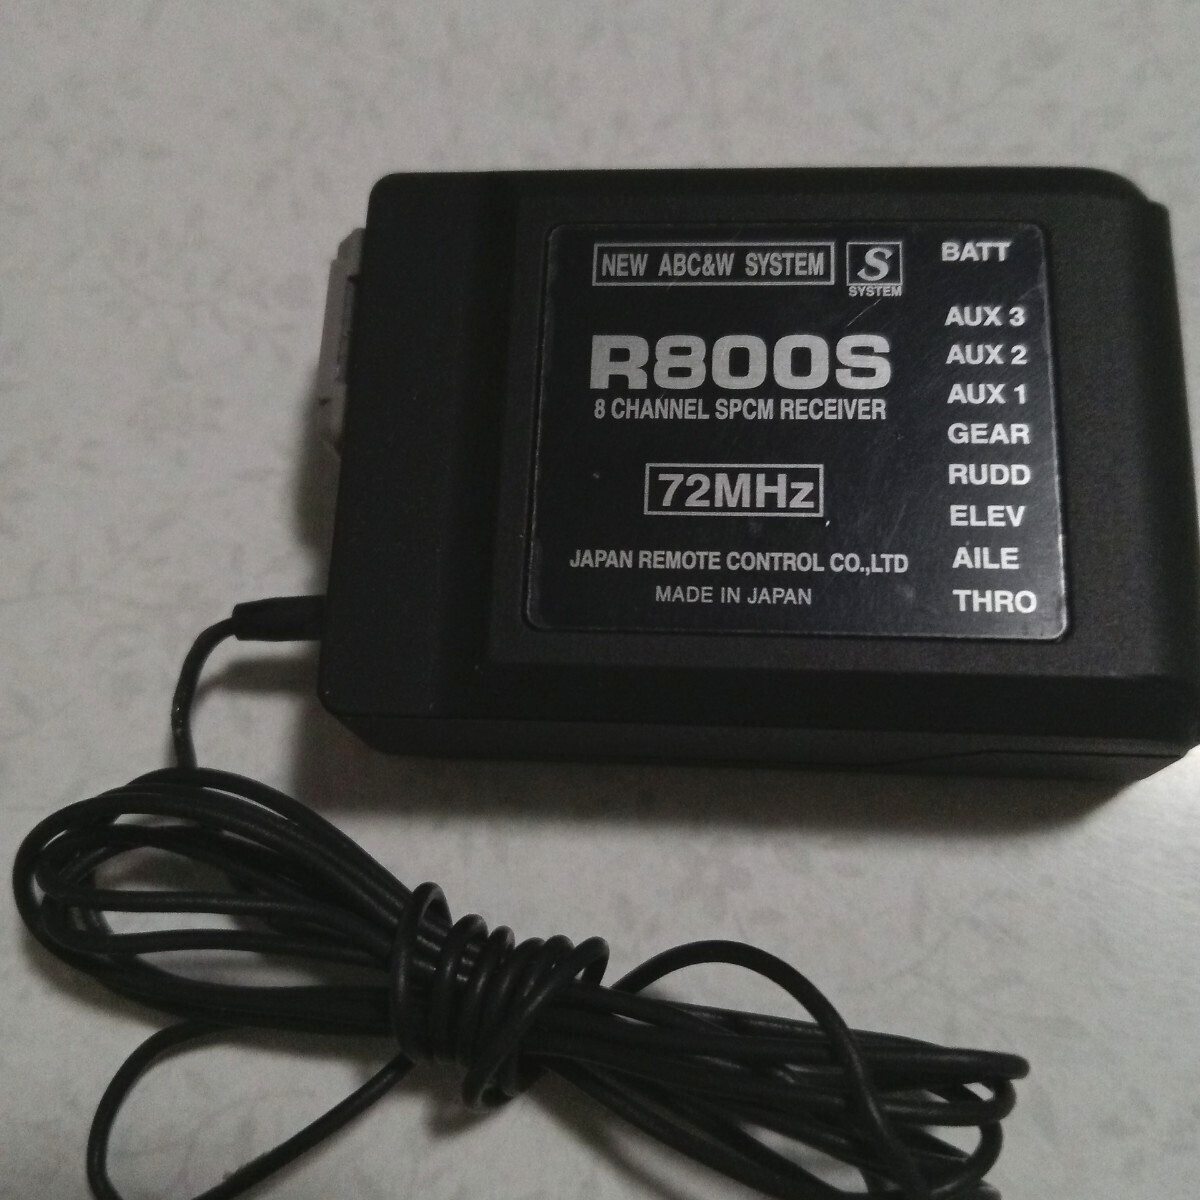 NEW ABC&W SYSTEM
S
SYSTEM
R800S
8 CHANNEL SPCM RECEIVER
72MHz
JAPAN REMOTE CONTROL CO.,LTD
MADE IN JAPAN
BATT
AUX 3
AUX 2
AUX 1
GEAR
RUDD
ELEV
AILE
THRO